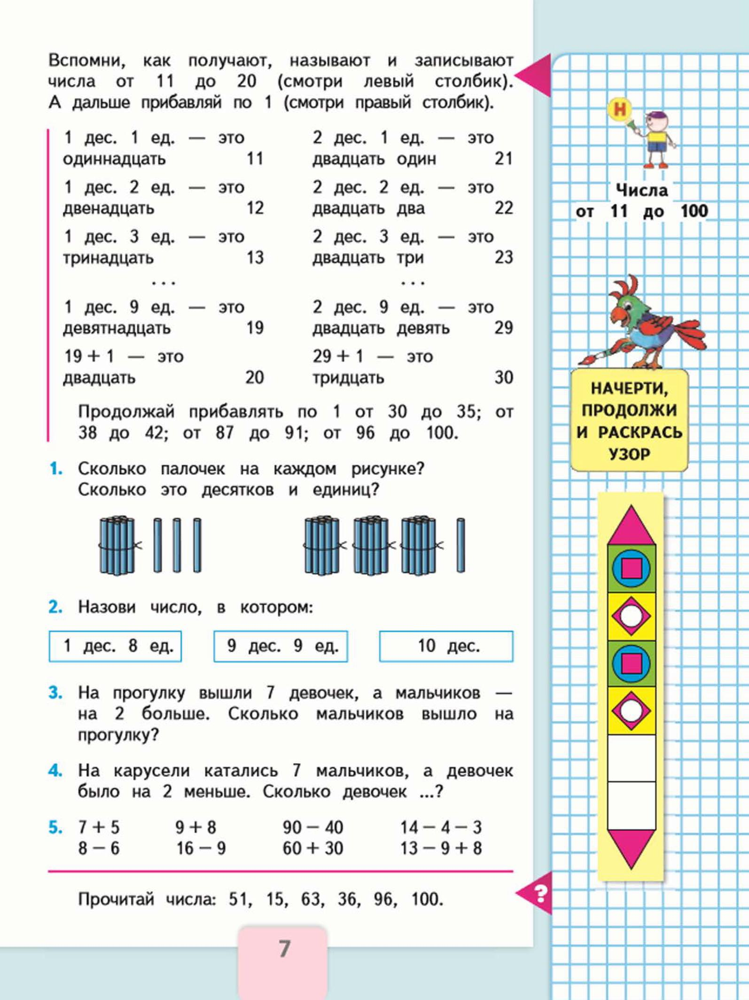 Вспомни, как получают, называют и записывают
числа от 11 до 20 (смотри левый столбик).
А дальше прибавляй по 1 (смотри правый столбик).
1 дес. 1 ед. — это
одиннадцать 11
1 дес. 2 ед. — это
двенадцать 12
1 дес. 3 ед. — это
тринадцать 13
...
1 дес. 9 ед. — это
девятнадцать 19
19 + 1 — это
двадцать 20
2 дес. 1 ед. — это
двадцать один 21
2 дес. 2 ед. — это
двадцать два 22
2 дес. 3 ед. — это
двадцать три 23
...
2 дес. 9 ед. — это
двадцать девять 29
29 + 1 — это
тридцать 30
Продолжай прибавлять по 1 от 30 до 35; от
38 до 42; от 87 до 91; от 96 до 100.
1. Сколько палочек на каждом рисунке?
Сколько это десятков и единиц?
2. Назови число, в котором:
1 дес. 8 ед. 9 дес. 9 ед. 10 дес.
3. На прогулку вышли 7 девочек, а мальчиков —
на 2 больше. Сколько мальчиков вышло на
прогулку?
4. На карусели катались 7 мальчиков, а девочек
было на 2 меньше. Сколько девочек ...?
5. 7 + 5 9 + 8 90 − 40 14 − 4 − 3
8 − 6 16 − 9 60 + 30 13 − 9 + 8
Прочитай числа: 51, 15, 63, 36, 96, 100.
?
7
Н
Числа
от 11 до 100
НАЧЕРТИ,
ПРОДОЛЖИ
И РАСКРАСЬ
УЗОР